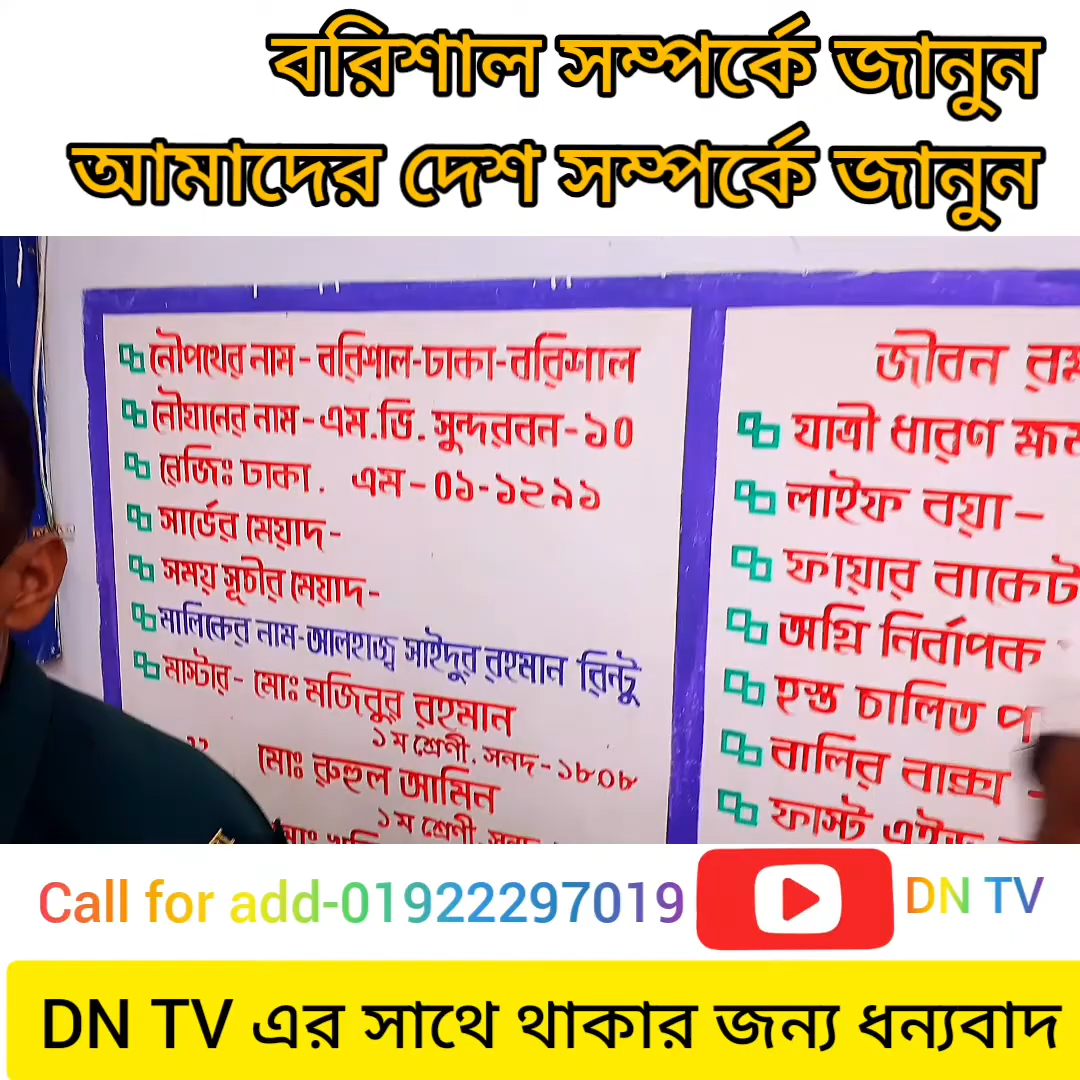 বরিশাল সম্পর্কে জানুন
আমাদের দেশ সম্পর্কে জানুন
নৌপথের নাম - বরিশাল-ঢাকা-বরিশাল
নৌযানের নাম - এম.ভি. সুন্দরবন-১০
রেজিঃ ঢাকা. এম-০১-১২৯১
সার্ভের মেয়াদ-
সময় সূচীর মেয়াদ-
মালিকের নাম-আলহাজ্ব সাইদুর রহমান রিন্টু
মাস্টার- মোঃ মজিবুর রহমান
১ম শ্রেণী. সনদ-১৮০৮
" মোঃ রুহুল আমিন
১ম শ্রেণী.
জীবন
যাত্রী ধারণ
লাইফ বয়া-
ফায়ার বাকেট
অগ্নি নির্বাপক
হস্ত চালিত
বালির বাক্স -
ফাস্ট এইড
Call for add-01922297019
DN TV
DN TV এর সাথে থাকার জন্য ধন্যবাদ